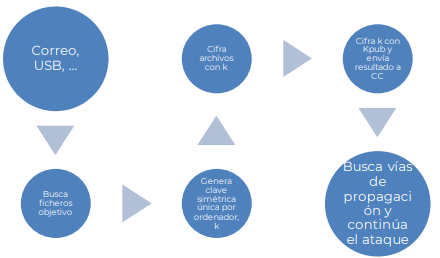 Correo,
USB, ...
Busca
ficheros
objetivo
Genera
clave
simétrica
única por
ordenador,
k
Cifra
archivos
con k
Cifra k con
Kpub y
envía
resultado a
CC
Busca vías
de
propagaci
ón y
continúa
el ataque